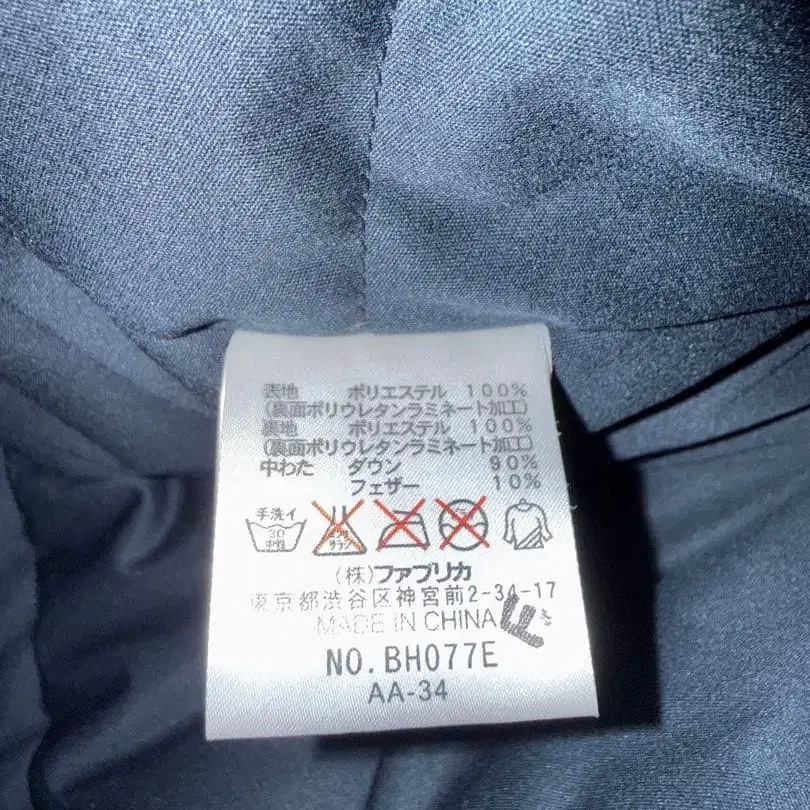 表地 ポリエステル 100%
(裏面ポリウレタンラミネート加工)
裏地 ポリエステル 100%
(裏面ポリウレタンラミネート加工)
中わた ダウン 90%
フェザー 10%
手洗イ
30
中性
(株)ファブリカ
東京都渋谷区神宮前2-34-17
MADE IN CHINA
NO.BH077E
AA-34